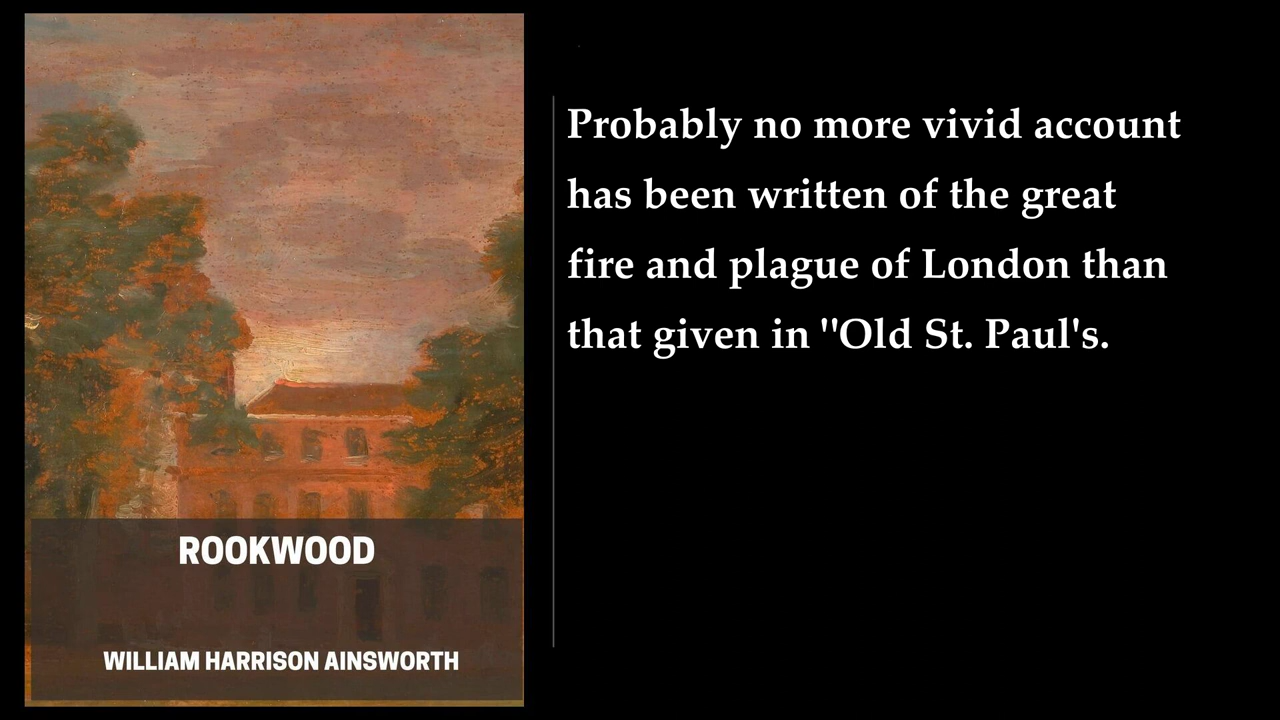 ROOKWOOD
WILLIAM HARRISON AINSWORTH
Probably no more vivid account
has been written of the great
fire and plague of London than
that given in "Old St. Paul's.